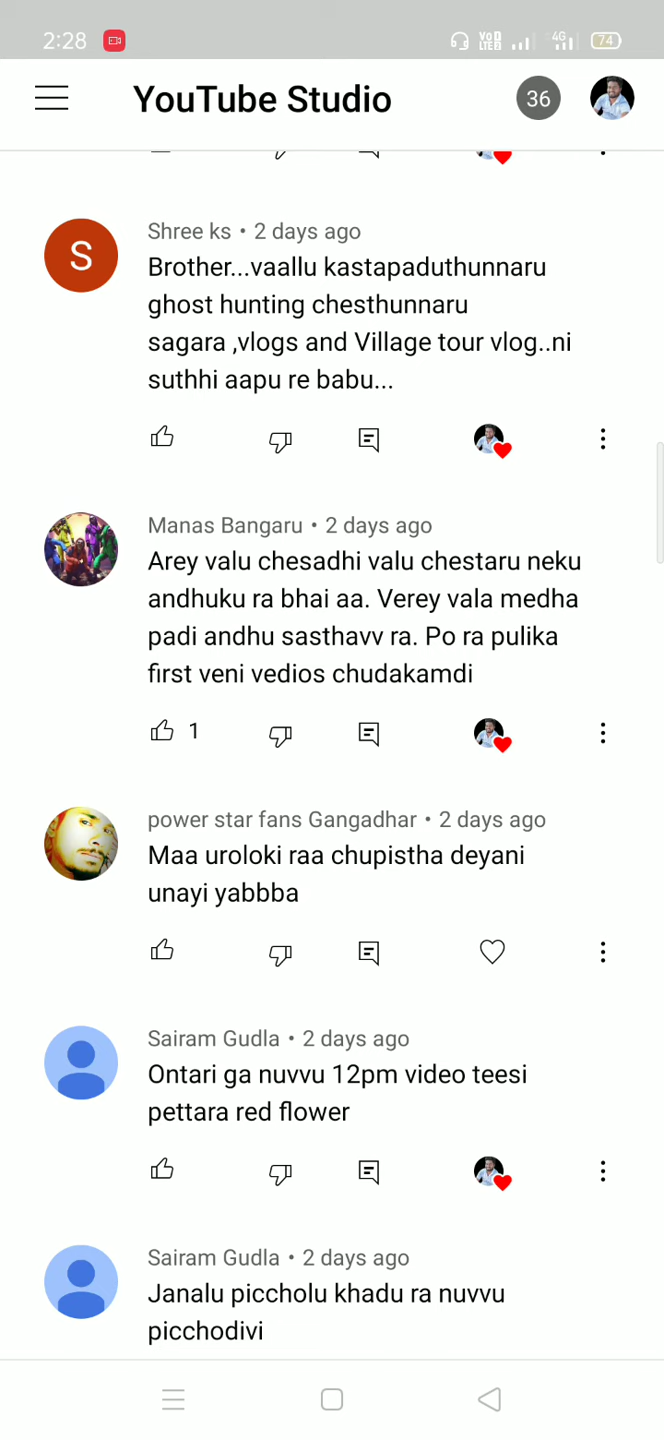 2:28
VoD
LTE2
4G
74
YouTube Studio
36
Shree ks • 2 days ago
Brother...vaallu kastapaduthunnaru
ghost hunting chesthunnaru
sagara ,vlogs and Village tour vlog..ni
suthhi aapu re babu...
Manas Bangaru • 2 days ago
Arey valu chesadhi valu chestaru neku
andhuku ra bhai aa. Verey vala medha
padi andhu sasthavv ra. Po ra pulika
first veni vedios chudakamdi
1
power star fans Gangadhar • 2 days ago
Maa uroloki raa chupistha deyani
unayi yabbba
Sairam Gudla • 2 days ago
Ontari ga nuvvu 12pm video teesi
pettara red flower
Sairam Gudla • 2 days ago
Janalu piccholu khadu ra nuvvu
picchodivi
S